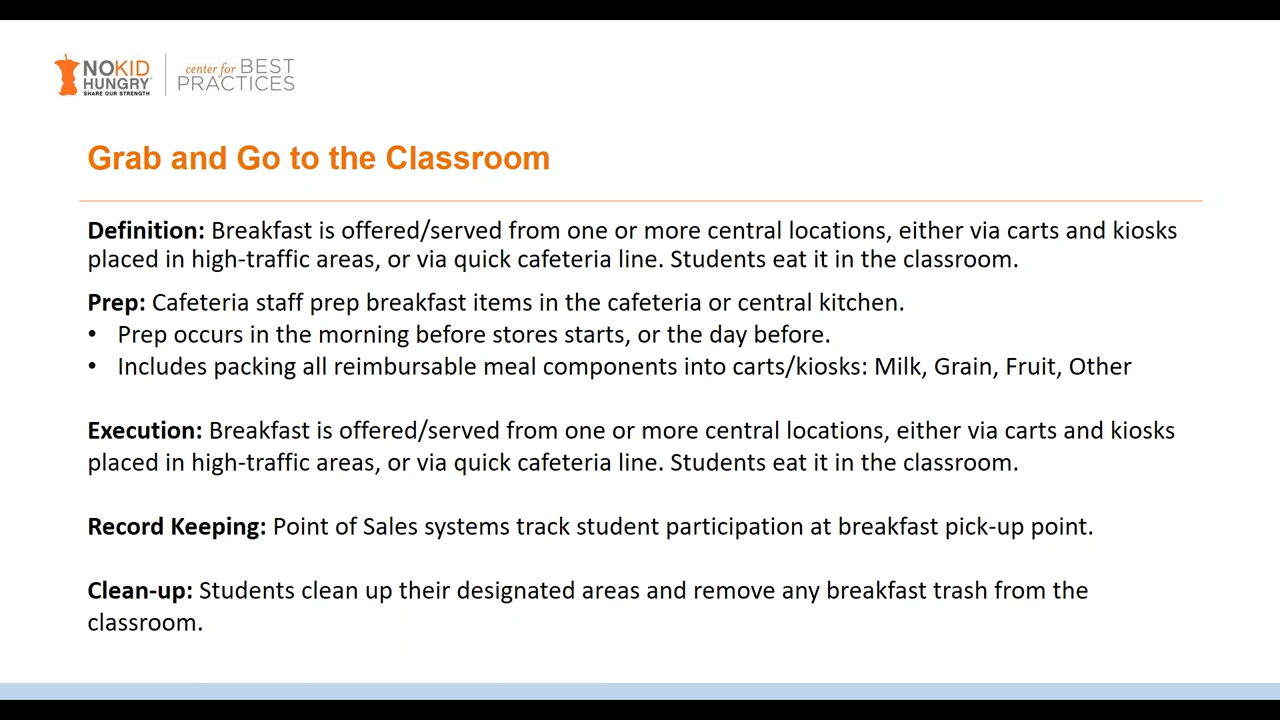 NOKID
HUNGRY
SHARE OUR STRENGTH
center for BEST
PRACTICES
Grab and Go to the Classroom
Definition: Breakfast is offered/served from one or more central locations, either via carts and kiosks
placed in high-traffic areas, or via quick cafeteria line. Students eat it in the classroom.
Prep: Cafeteria staff prep breakfast items in the cafeteria or central kitchen.
• Prep occurs in the morning before stores starts, or the day before.
• Includes packing all reimbursable meal components into carts/kiosks: Milk, Grain, Fruit, Other
Execution: Breakfast is offered/served from one or more central locations, either via carts and kiosks
placed in high-traffic areas, or via quick cafeteria line. Students eat it in the classroom.
Record Keeping: Point of Sales systems track student participation at breakfast pick-up point.
Clean-up: Students clean up their designated areas and remove any breakfast trash from the
classroom.